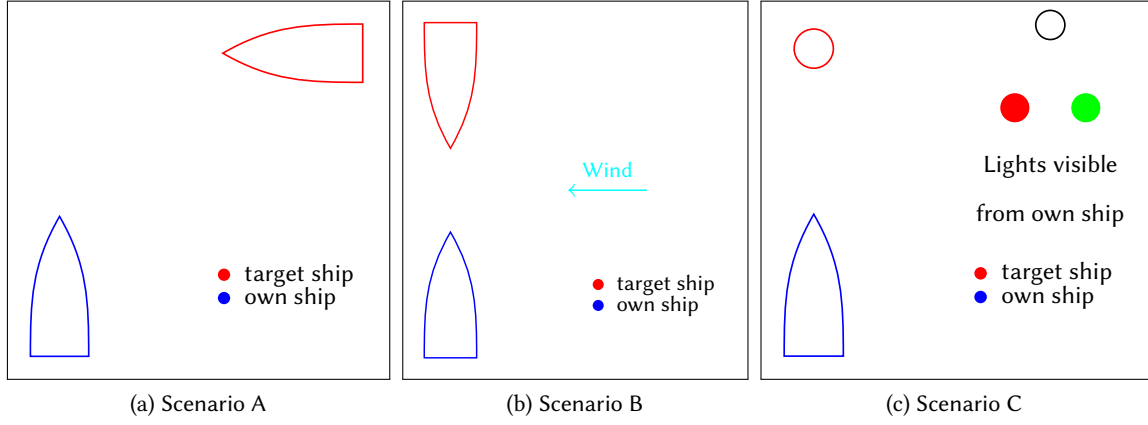 target ship
own ship
(a) Scenario A
Wind
target ship
own ship
(b) Scenario B
Lights visible
from own ship
target ship
own ship
(c) Scenario C